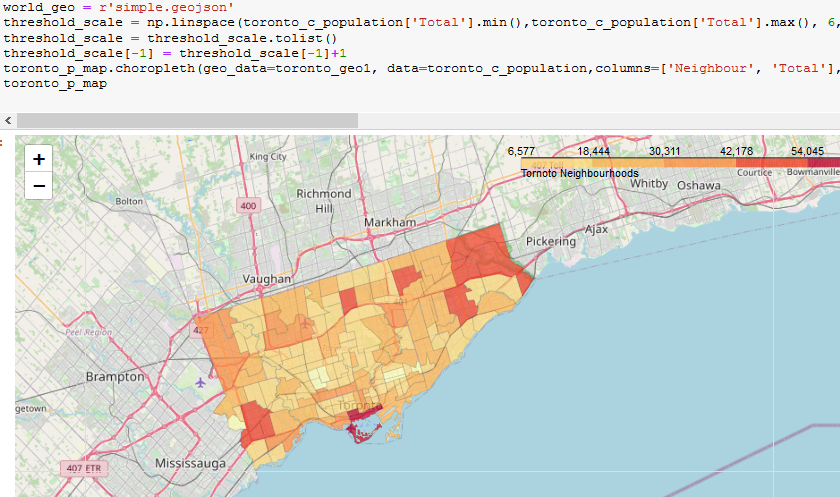 world_geo = r'simple.geojson'
threshold_scale = np.linspace(toronto_c_population['Total'].min(),toronto_c_population['Total'].max(), 6,
threshold_scale = threshold_scale.tolist()
threshold_scale[-1] = threshold_scale[-1]+1
toronto_p_map.choropleth(geo_data=toronto_geo1, data=toronto_c_population,columns=['Neighbour', 'Total'],
toronto_p_map
+
−
6,577 18,444 30,311 42,178 54,045
407 Toll
Tornoto Neighbourhoods
King City
Courtice
Bowmanville
Whitby
Oshawa
Bolton
Richmond
Hill
400
Markham
Ajax
Pickering
Vaughan
401
427
Peel Region
Brampton
getown
Toronto
Mississauga
407 ETR